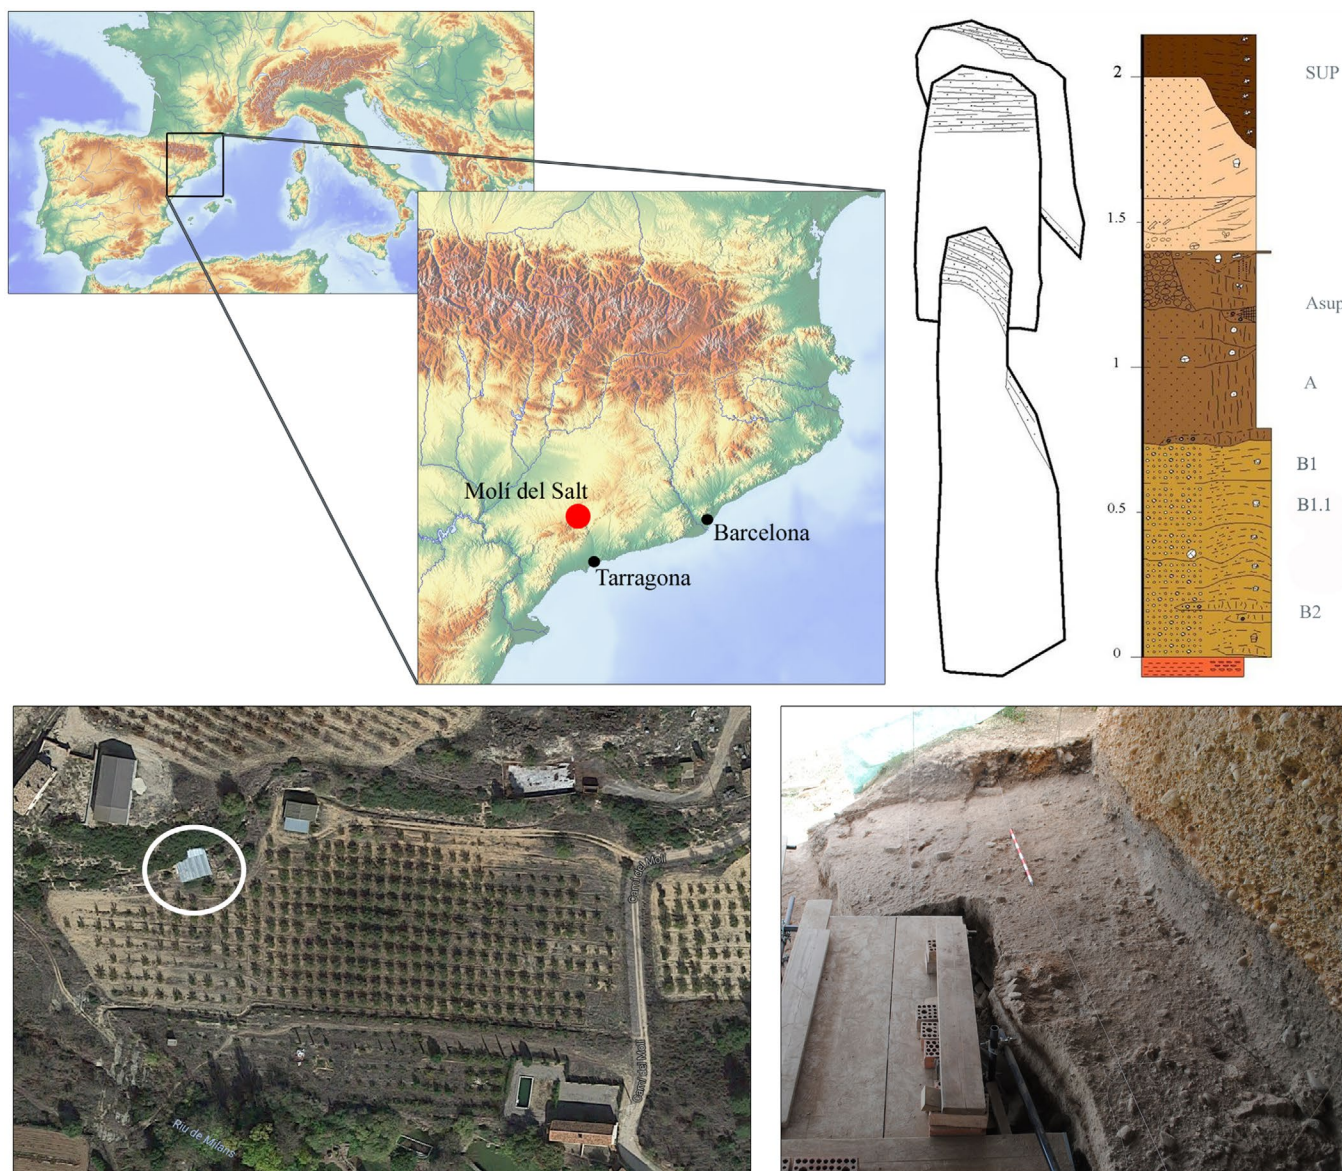 Molí del Salt
Barcelona
Tarragona
2
1.5
1
0.5
0
SUP
Asup
A
B1
B1.1
B2
Camí del Molí
Camí del Molí
Riu de Milans